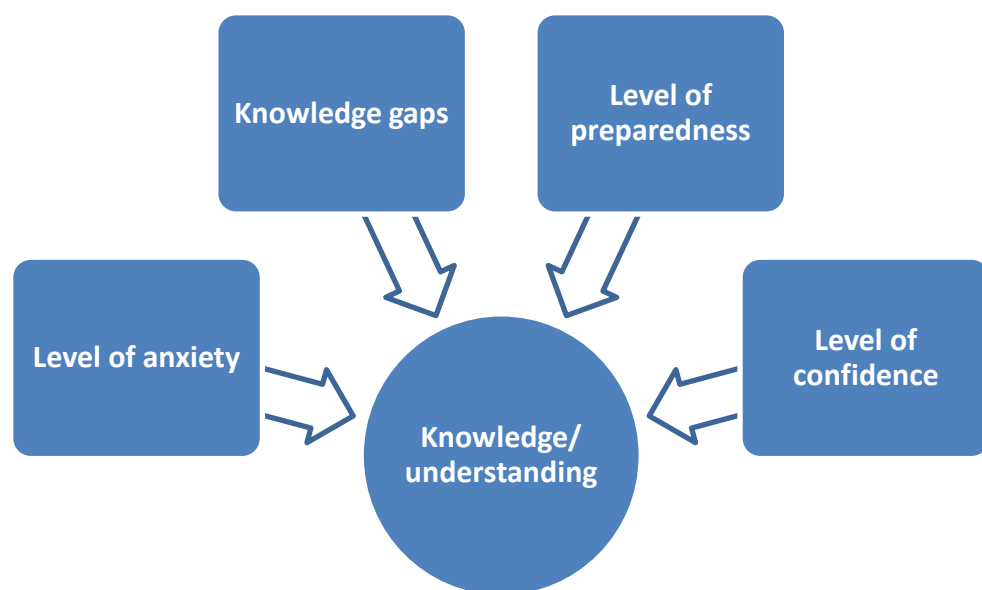 Knowledge gaps
Level of
preparedness
Level of anxiety
Level of
confidence
Knowledge/
understanding